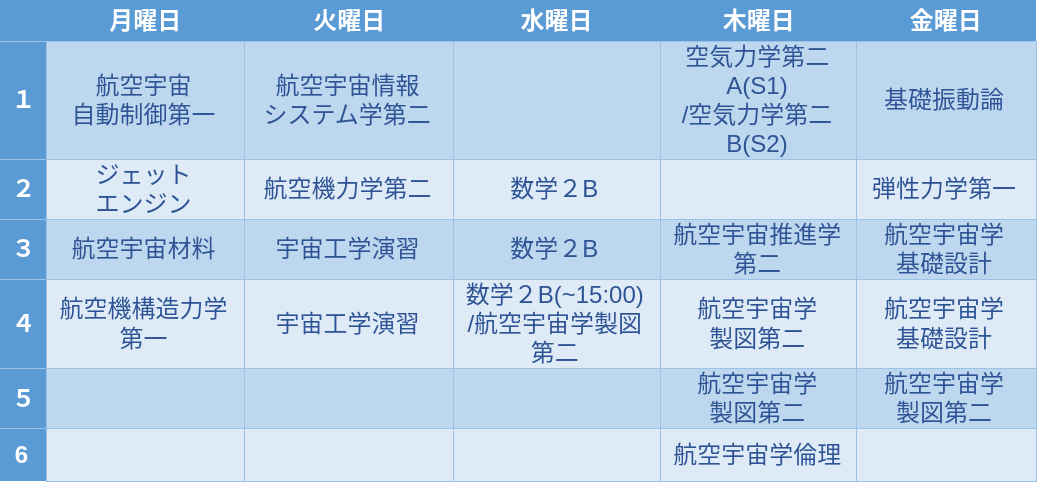 月曜日 火曜日 水曜日 木曜日 金曜日
1
航空宇宙
自動制御第一
航空宇宙情報
システム学第二
空気力学第二
A(S1)
/空気力学第二
B(S2)
基礎振動論
2
ジェット
エンジン
航空機力学第二
数学２B
弾性力学第一
3
航空宇宙材料
宇宙工学演習
数学２B
航空宇宙推進学
第二
航空宇宙学
基礎設計
4
航空機構造力学
第一
宇宙工学演習
数学２B(~15:00)
/航空宇宙学製図
第二
航空宇宙学
製図第二
航空宇宙学
基礎設計
5
航空宇宙学
製図第二
航空宇宙学
製図第二
6
航空宇宙学倫理